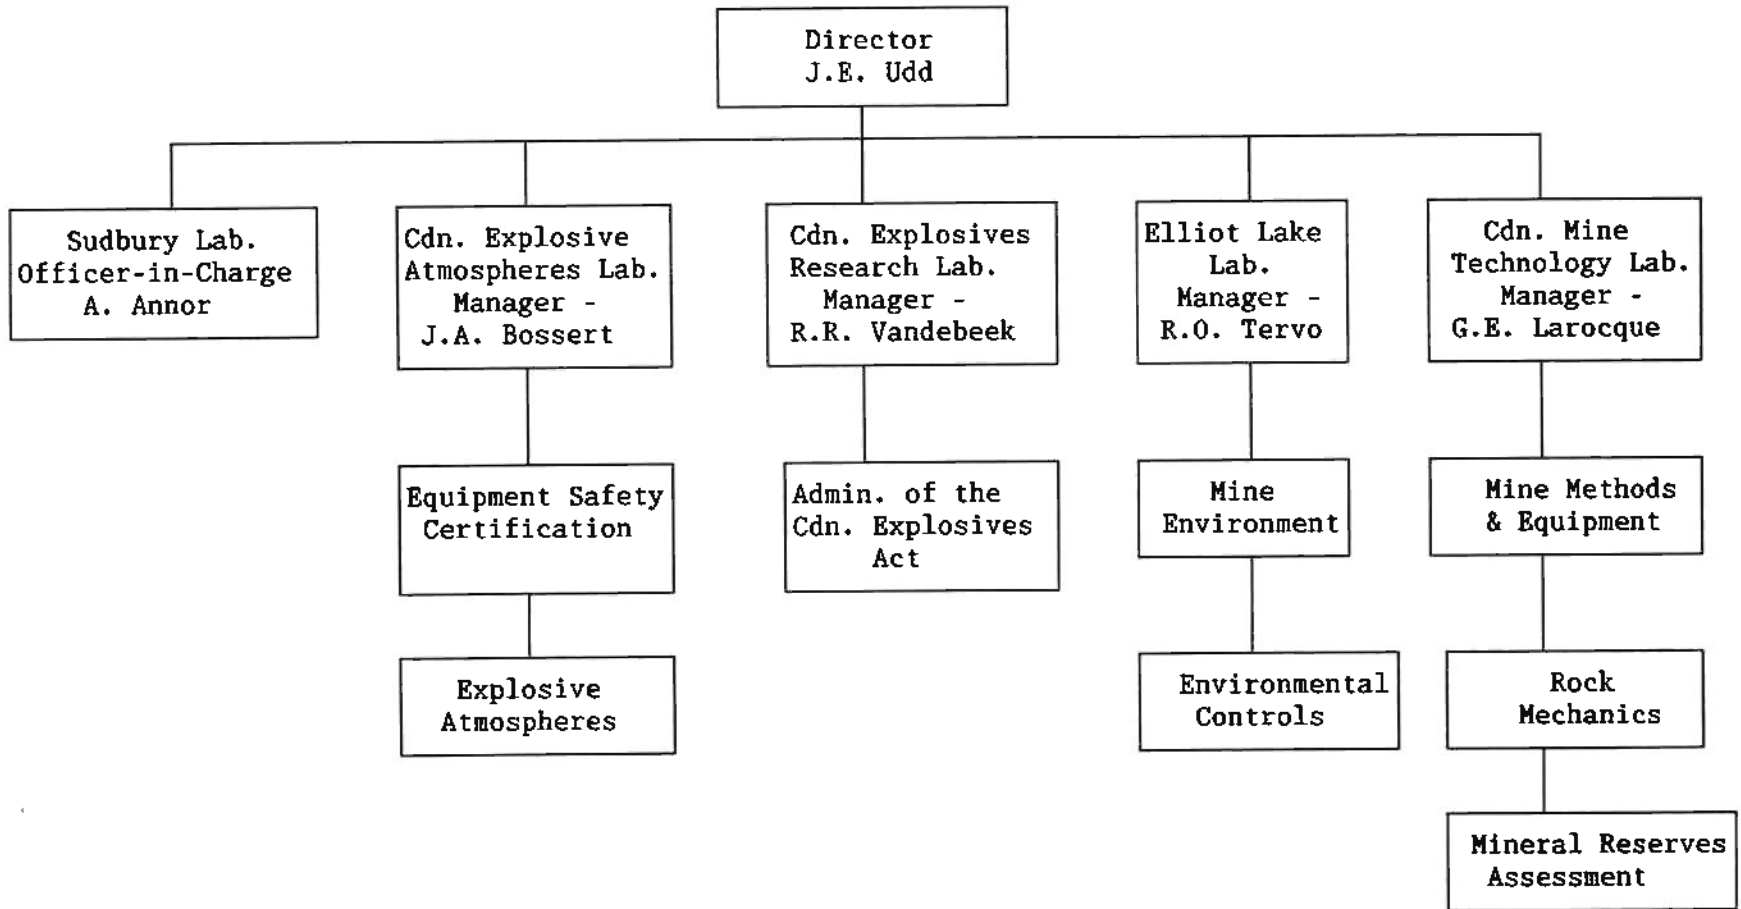 Director
J.E. Udd
Sudbury Lab.
Officer-in-Charge
A. Annor
Cdn. Explosive
Atmospheres Lab.
Manager -
J.A. Bossert
Cdn. Explosives
Research Lab.
Manager -
R.R. Vandebeek
Elliot Lake
Lab.
Manager -
R.O. Tervo
Cdn. Mine
Technology Lab.
Manager -
G.E. Larocque
Equipment Safety
Certification
Admin. of the
Cdn. Explosives
Act
Mine
Environment
Mine Methods
& Equipment
Explosive
Atmospheres
Environmental
Controls
Rock
Mechanics
Mineral Reserves
Assessment